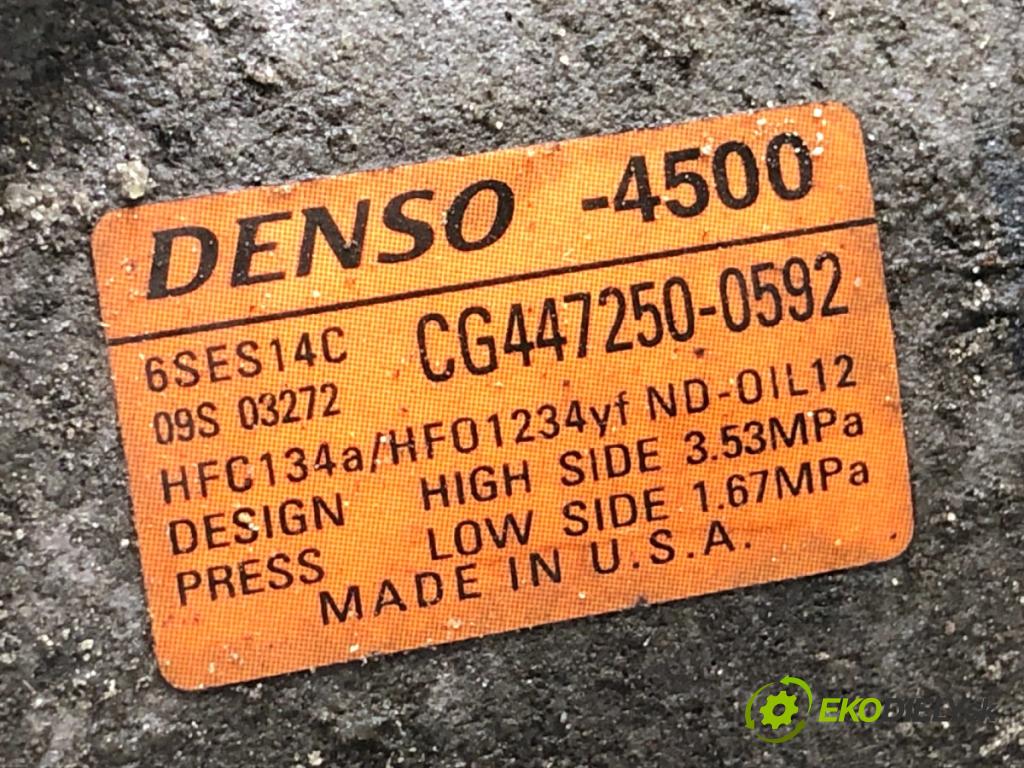 DENSO -4500
6SES14C CG447250-0592
09S 03272
HFC134a/HFO1234yf ND-OIL12
DESIGN HIGH SIDE 3.53MPa
PRESS LOW SIDE 1.67MPa
MADE IN U.S.A.